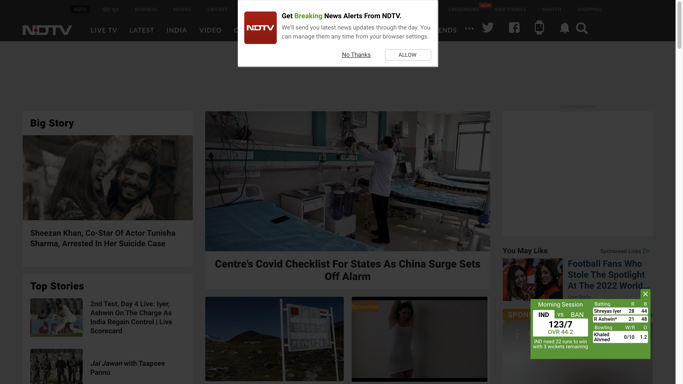 Get Breaking News Alerts From NDTV.
NDTV
We'll send you latest news updates through the day. You
can manage them any time from your browser settings.
No Thanks
ALLOW
NDTV
LIVE TV
LATEST
INDIA
VIDEO
Big Story
Sheezan Khan, Co-Star Of Actor Tunisha
Sharma, Arrested In Her Suicide Case
Top Stories
2nd Test, Day 4 Live: Iyer,
Ashwin On The Charge As
India Regain Control | Live
Scorecard
Jai Jawan with Taapsee
Pannu
Centre's Covid Checklist For States As China Surge Sets
Off Alarm
You May Like
Sponsored Links
Football Fans Who
Stole The Spotlight
At The 2022 World
Morning Session
IND vs BAN
123/7
OVR 44.2
IND need 22 runs to win
with 3 wickets remaining
Batting R B
Shreyas Iyer 28 44
R Ashwin* 21 48
Bowling W/R O
Khaled
Ahmed 0/10 1.2